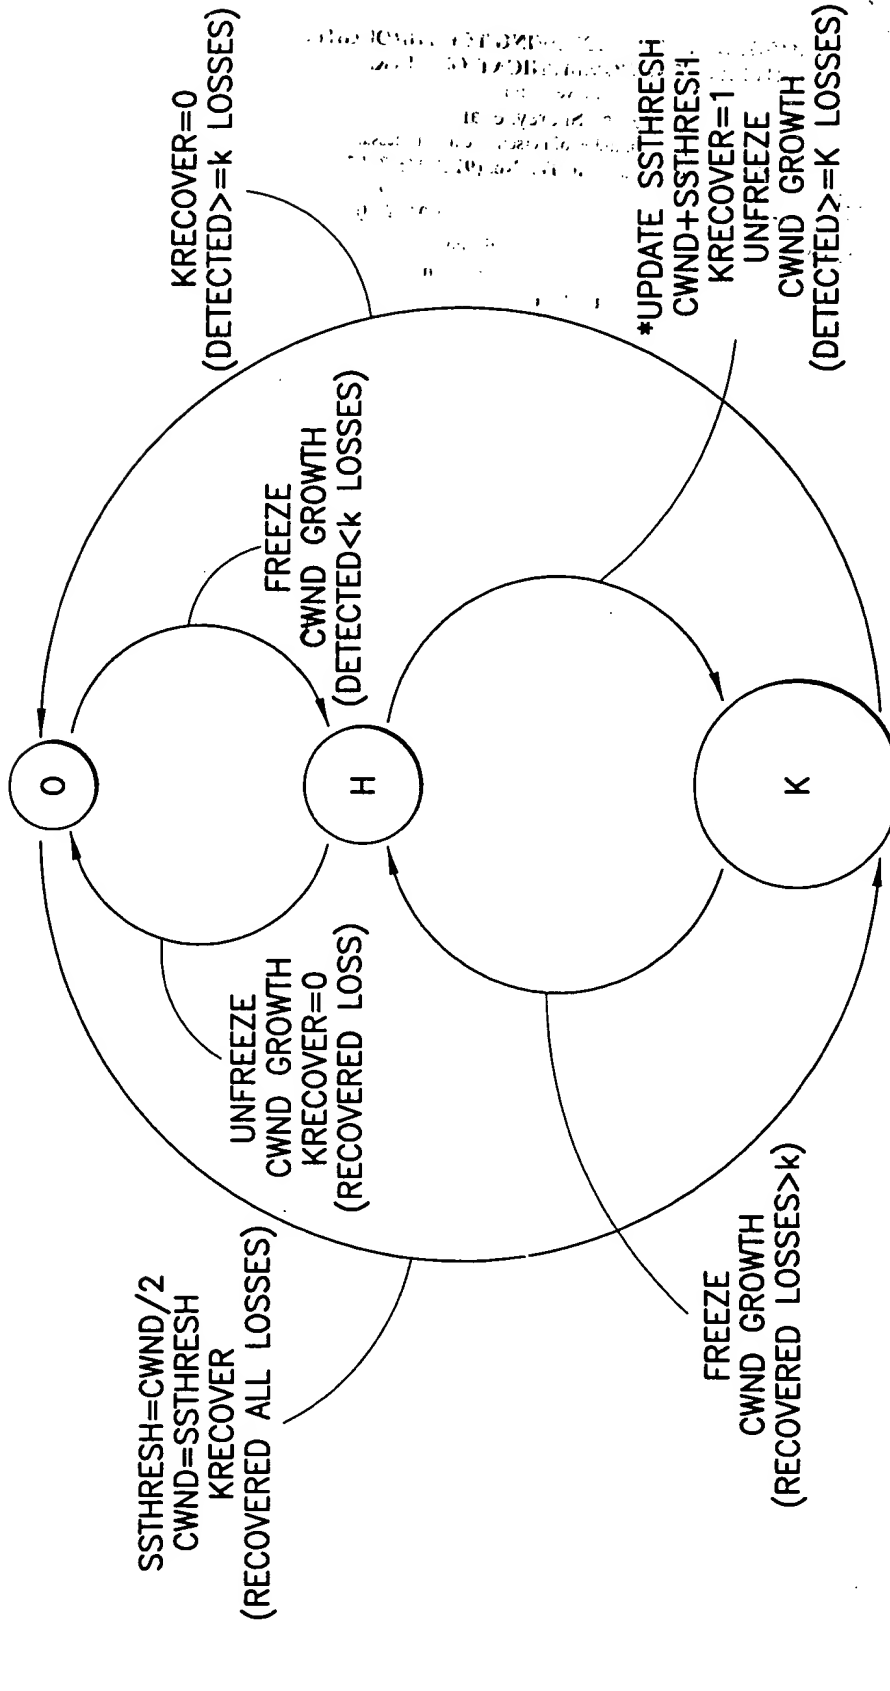 SSTHRESH=CWND/2
CWND=SSTHRESH
KRECOVER
(RECOVERED ALL LOSSES)
UNFREEZE
CWND GROWTH
KRECOVER=0
(RECOVERED LOSS)
FREEZE
CWND GROWTH
(RECOVERED LOSSES>k)
O
H
K
FREEZE
CWND GROWTH
(DETECTED<k LOSSES)
KRECOVER=0
(DETECTED>=k LOSSES)
*UPDATE SSTHRESH
CWND+SSTHRESH
KRECOVER=1
UNFREEZE
CWND GROWTH
(DETECTED>=K LOSSES)